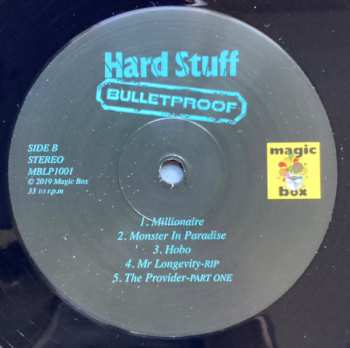 Hard Stuff
BULLETPROOF
SIDE B
STEREO
MBLP1001
© 2019 Magic Box
33 1/3 r.p.m
magic
box
1. Millionaire
2. Monster In Paradise
3. Hobo
4. Mr Longevity-RIP
5. The Provider-PART ONE